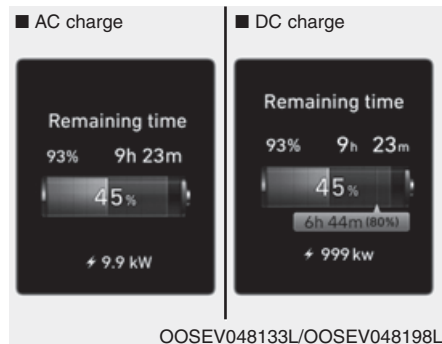 ■ AC charge
Remaining time
93% 9h 23m
45%
⚡ 9.9 kW
■ DC charge
Remaining time
93% 9h 23m
45%
6h 44m (80%)
⚡ 999 kw
OOSEV048133L/OOSEV048198L